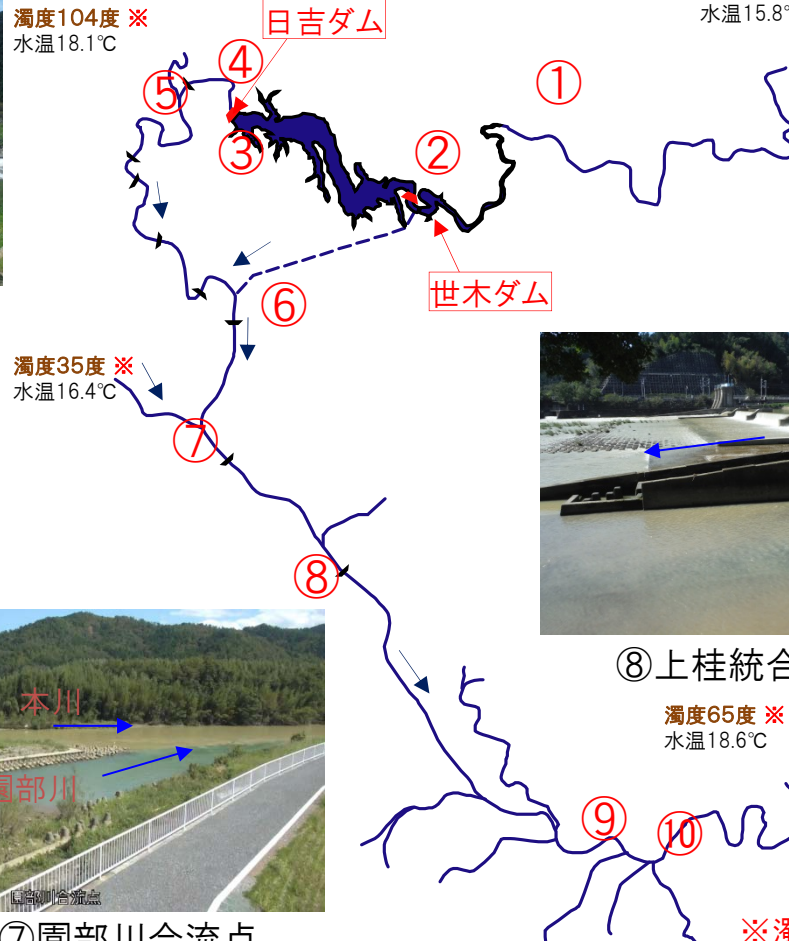 濁度104度 ※
水温18.1℃
日吉ダム
水温15.8°
④
①
⑤
③
②
世木ダム
⑥
濁度35度 ※
水温16.4℃
⑦
⑧
⑧上桂統合
濁度65度 ※
水温18.6℃
本川
園部川
園部川合流点
⑨
⑩
⑦園部川合流点
※濁